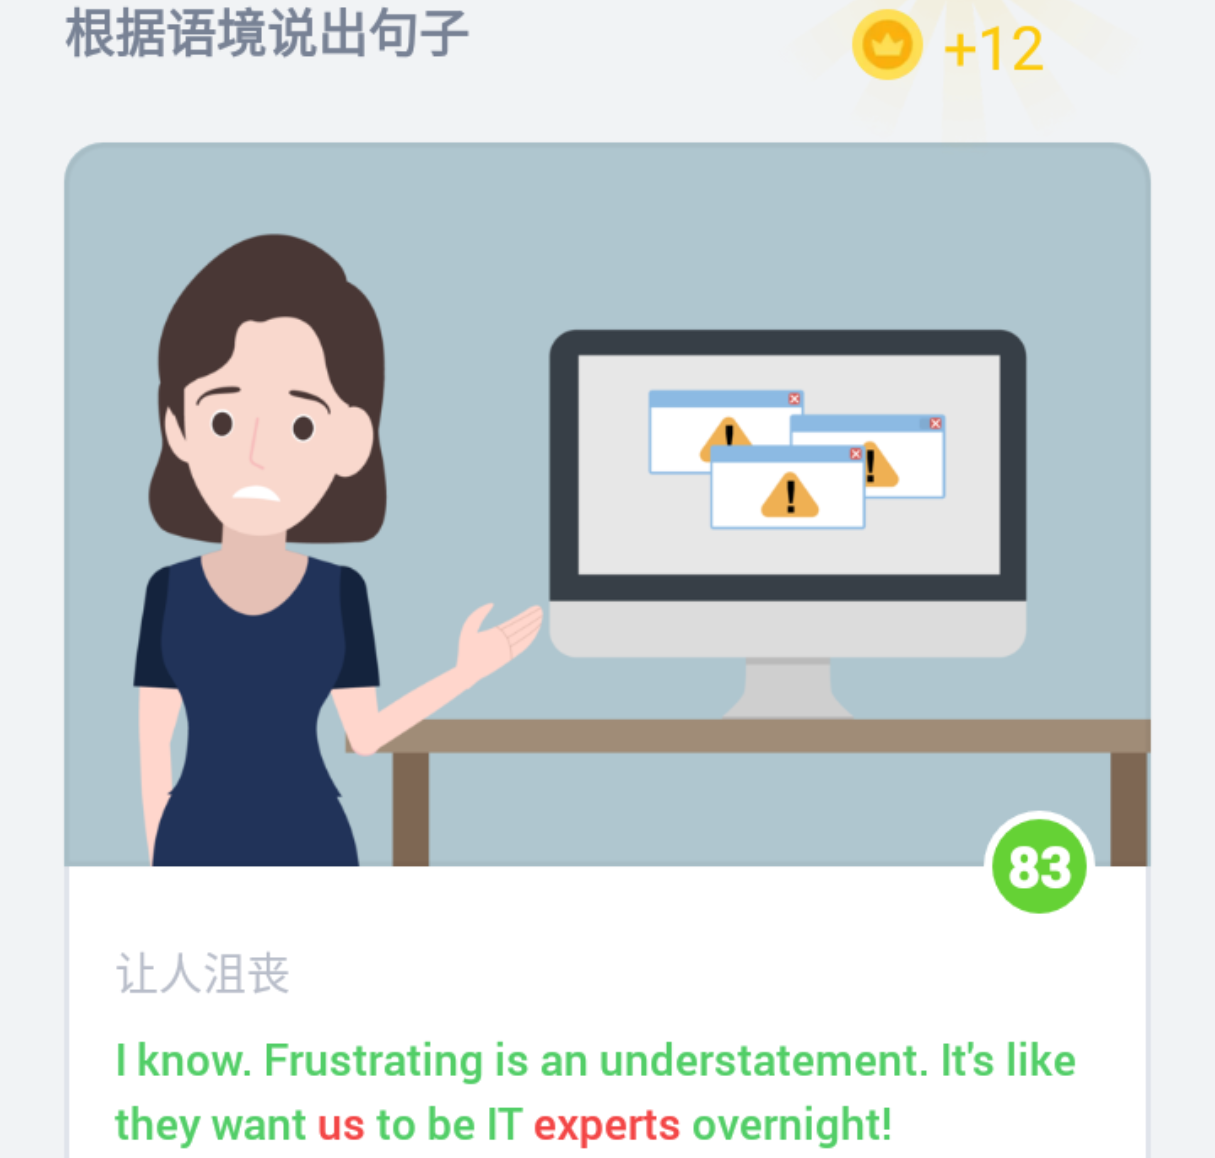 根据语境说出句子
+12
83
让人沮丧
I know. Frustrating is an understatement. It's like
they want us to be IT experts overnight!